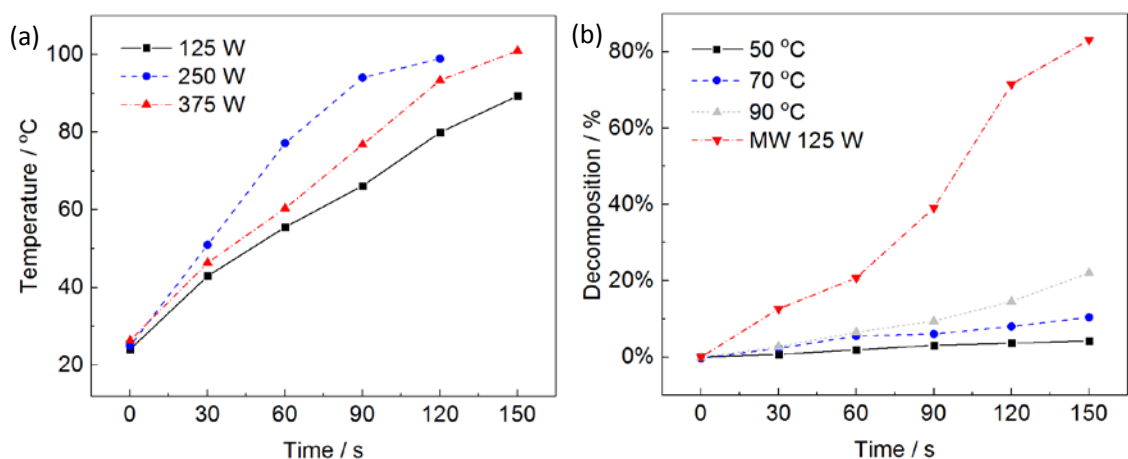 (a)
125 W
250 W
375 W
100
80
60
40
20
Temperature / °C
0 30 60 90 120 150
Time / s
(b)
50 °C
70 °C
90 °C
MW 125 W
80%
60%
40%
20%
0%
Decomposition / %
0 30 60 90 120 150
Time / s